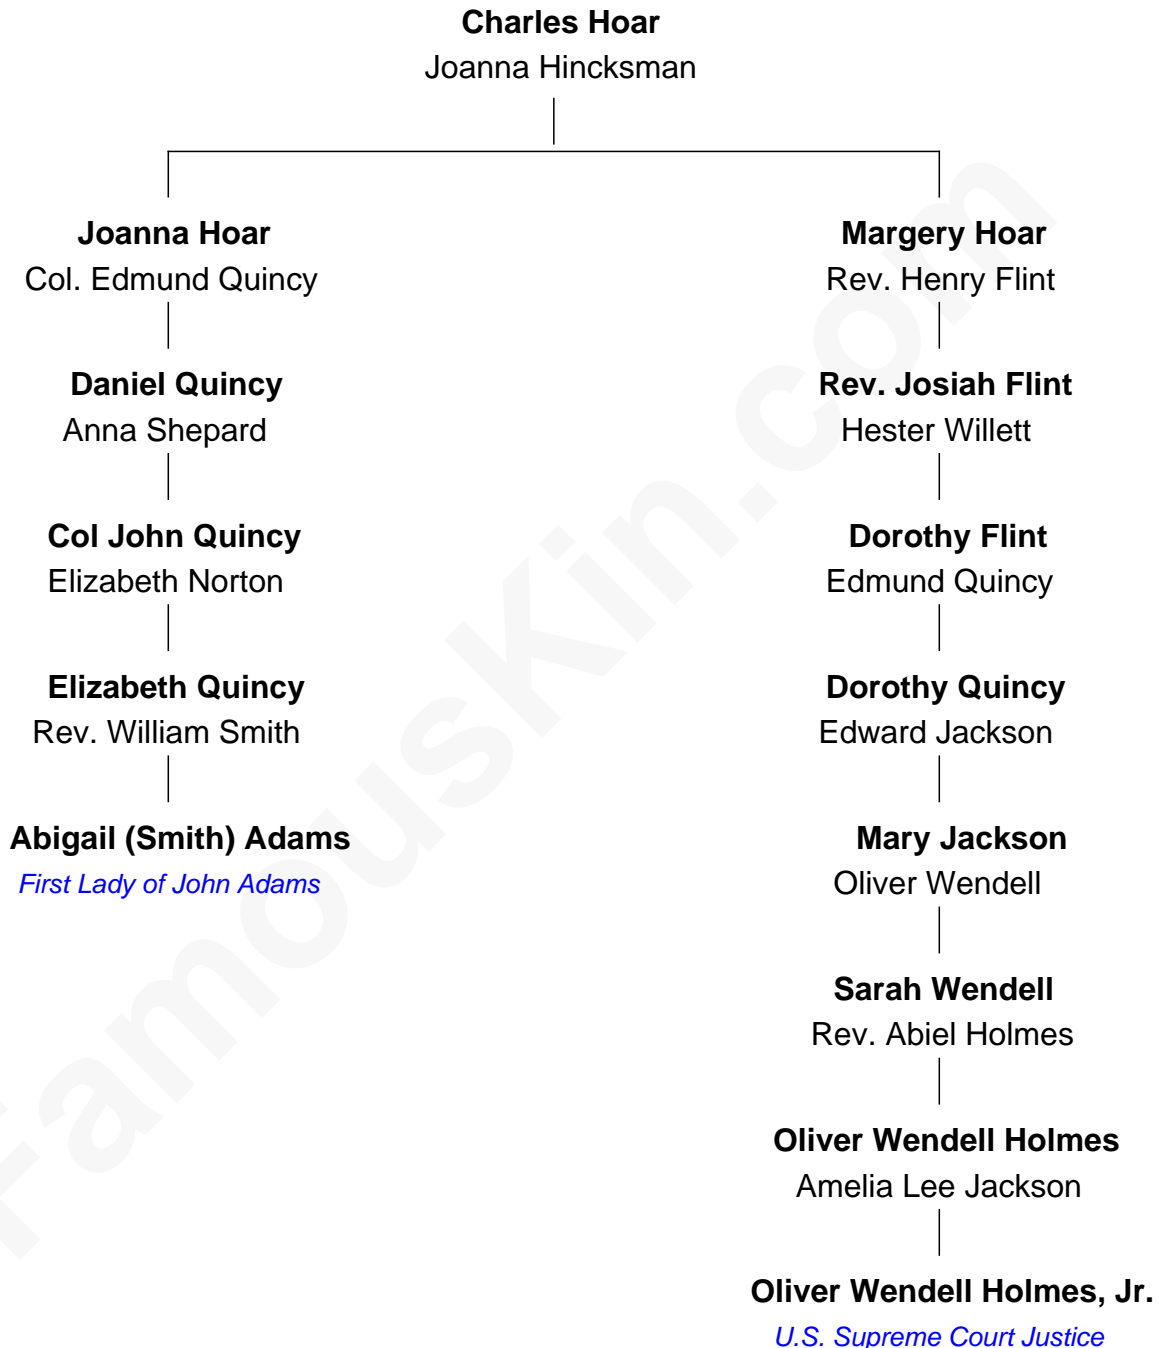 Charles Hoar
Joanna Hincksman
Joanna Hoar
Col. Edmund Quincy
Daniel Quincy
Anna Shepard
Col John Quincy
Elizabeth Norton
Elizabeth Quincy
Rev. William Smith
Abigail (Smith) Adams
First Lady of John Adams
Margery Hoar
Rev. Henry Flint
Rev. Josiah Flint
Hester Willett
Dorothy Flint
Edmund Quincy
Dorothy Quincy
Edward Jackson
Mary Jackson
Oliver Wendell
Sarah Wendell
Rev. Abiel Holmes
Oliver Wendell Holmes
Amelia Lee Jackson
Oliver Wendell Holmes, Jr.
U.S. Supreme Court Justice
FamousKin.com